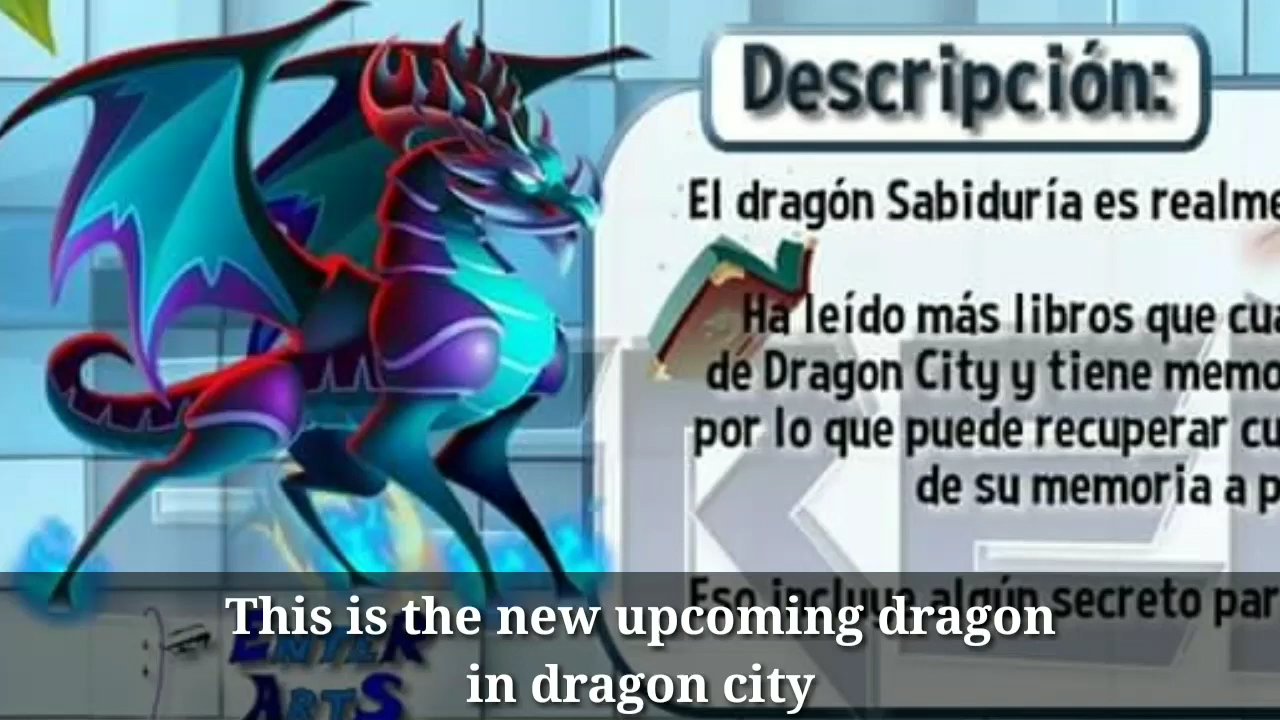 Descripción:
El dragón Sabiduría es realme
Ha leído más libros que cua
de Dragon City y tiene memo
por lo que puede recuperar cu
de su memoria a p
Eso incluye algún secreto par
This is the new upcoming dragon
in dragon city
ENYER
ARTS